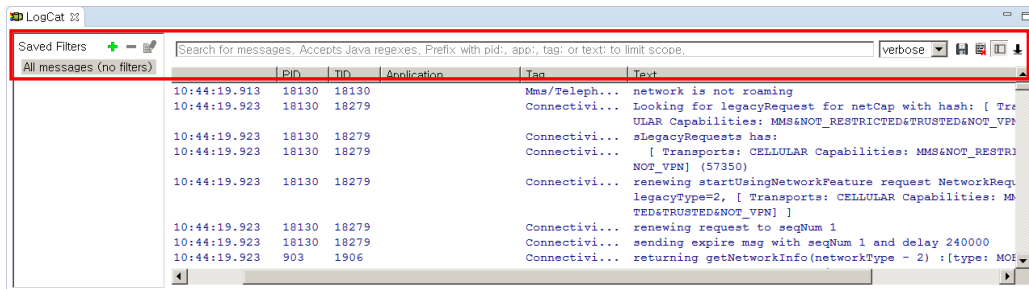 LogCat
Saved Filters
Search for messages. Accepts Java regexes. Prefix with pid:, app:, tag: or text: to limit scope.
verbose
All messages (no filters)
PID TID Application Tag Text
10:44:19.913 18130 18130 Mms/Teleph... network is not roaming
10:44:19.923 18130 18279 Connectivi... Looking for legacyRequest for netCap with hash: [ Tra
ULAR Capabilities: MMS&NOT_RESTRICTED&TRUSTED&NOT_VPN
10:44:19.923 18130 18279 Connectivi... sLegacyRequests has:
10:44:19.923 18130 18279 Connectivi... [ Transports: CELLULAR Capabilities: MMS&NOT_RESTRI
NOT_VPN] (57350)
10:44:19.923 18130 18279 Connectivi... renewing startUsingNetworkFeature request NetworkRequ
legacyType=2, [ Transports: CELLULAR Capabilities: MM
TED&TRUSTED&NOT_VPN] ]
10:44:19.923 18130 18279 Connectivi... renewing request to seqNum 1
10:44:19.923 18130 18279 Connectivi... sending expire msg with seqNum 1 and delay 240000
10:44:19.923 903 1906 Connectivi... returning getNetworkInfo(networkType - 2) :[type: MOE